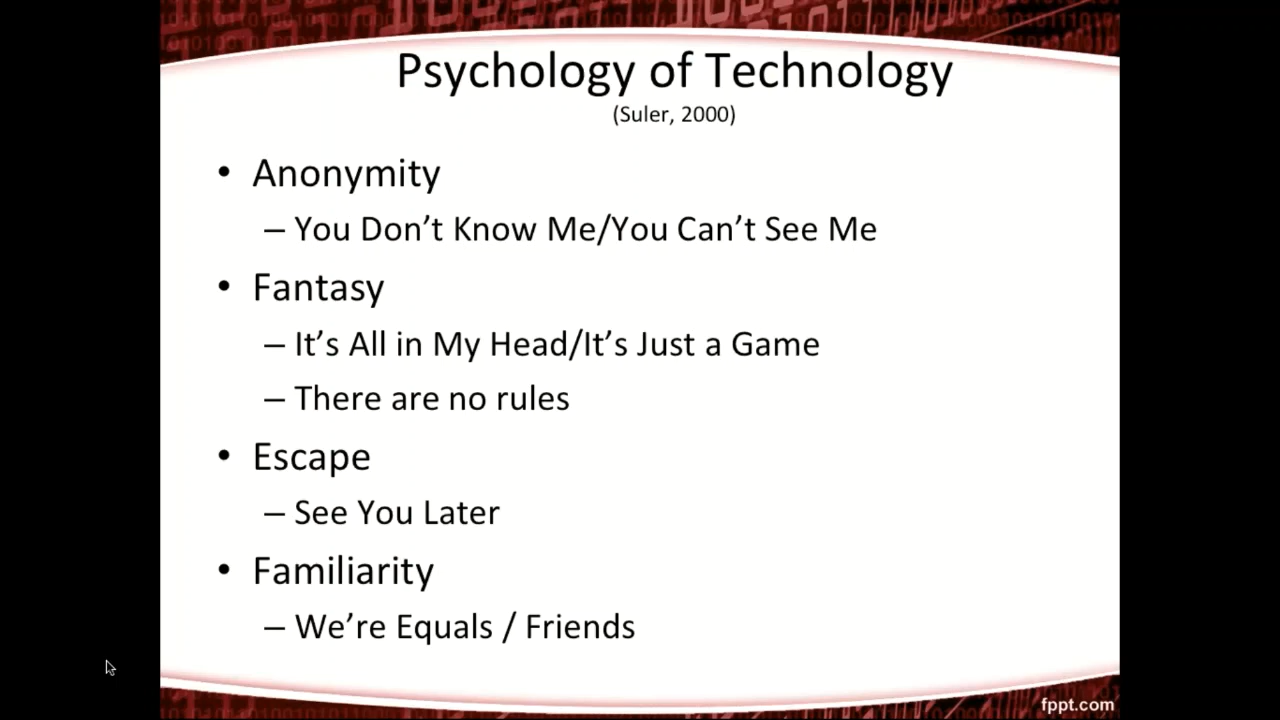 Psychology of Technology
(Suler, 2000)
• Anonymity
– You Don’t Know Me/You Can’t See Me
• Fantasy
– It’s All in My Head/It’s Just a Game
– There are no rules
• Escape
– See You Later
• Familiarity
– We’re Equals / Friends
fppt.com